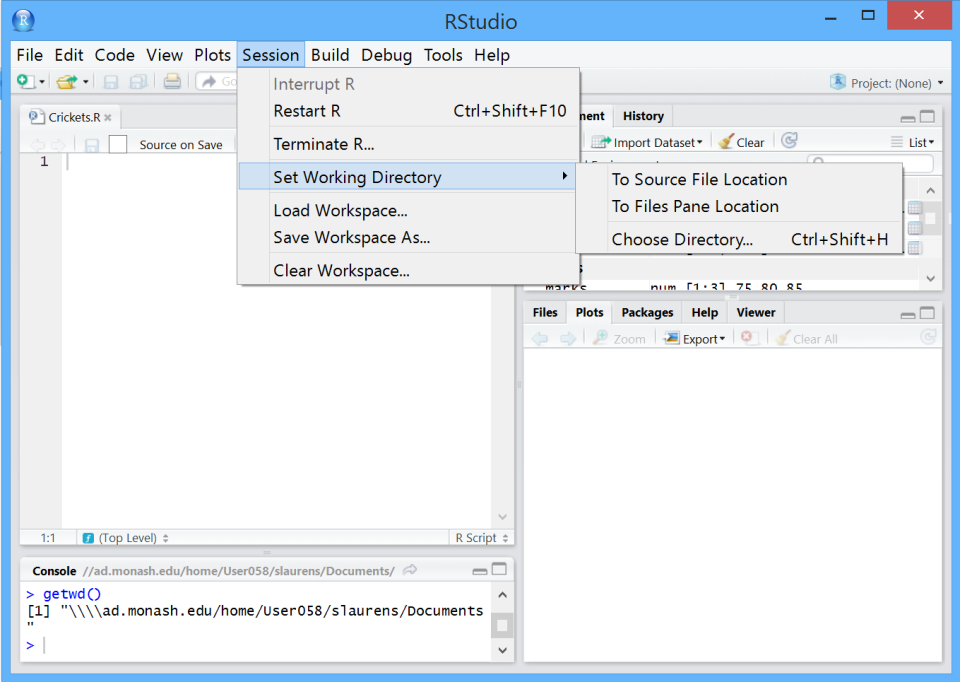 RStudio
File Edit Code View Plots Session Build Debug Tools Help
Go
Project: (None)
Interrupt R
Restart R Ctrl+Shift+F10
Terminate R...
Set Working Directory
Load Workspace...
Save Workspace As...
Clear Workspace...
To Source File Location
To Files Pane Location
Choose Directory... Ctrl+Shift+H
Crickets.R
Source on Save
1
1:1 (Top Level) R Script
Console //ad.monash.edu/home/User058/slaurens/Documents/
> getwd()
[1] "\\\\ad.monash.edu/home/User058/slaurens/Documents
"
>
ment History
Import Dataset Clear List
marks num [1:3] 75 80 85
Files Plots Packages Help Viewer
Zoom Export Clear All